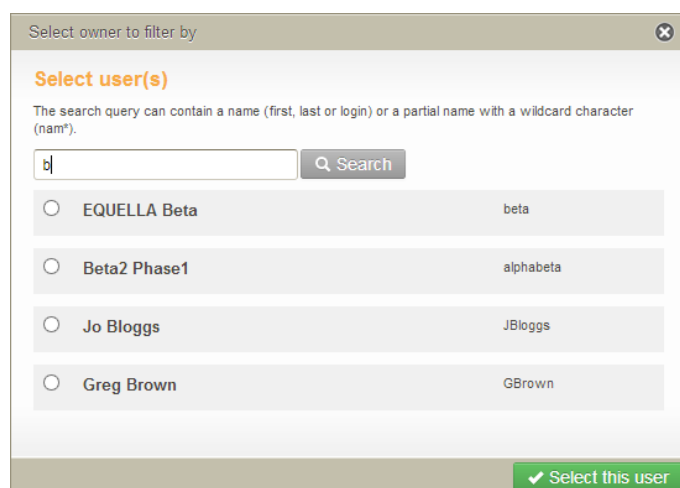 Select owner to filter by
Select user(s)
The search query can contain a name (first, last or login) or a partial name with a wildcard character
(nam*).
b
Search
EQUELLA Beta beta
Beta2 Phase1 alphabeta
Jo Bloggs JBloggs
Greg Brown GBrown
Select this user